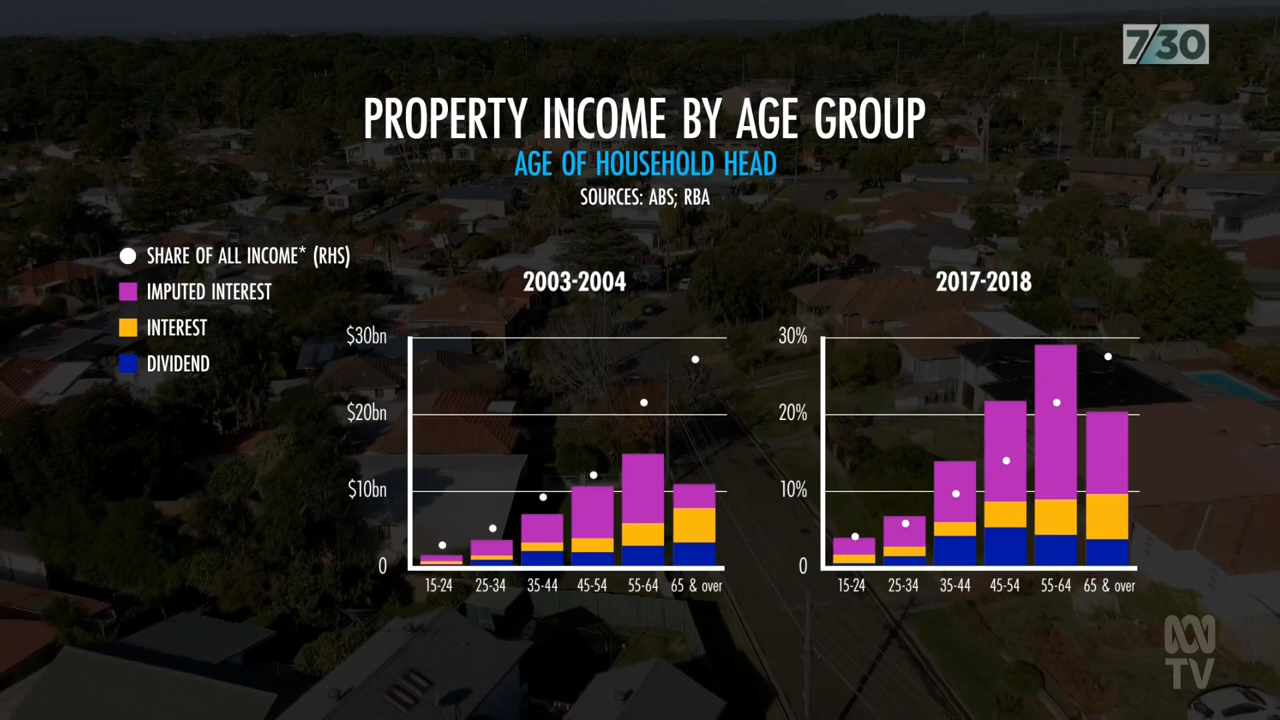 7/30
PROPERTY INCOME BY AGE GROUP
AGE OF HOUSEHOLD HEAD
SOURCES: ABS; RBA
SHARE OF ALL INCOME* (RHS)
IMPUTED INTEREST
INTEREST
DIVIDEND
2003-2004
$30bn
$20bn
$10bn
0
15-24 25-34 35-44 45-54 55-64 65 & over
2017-2018
30%
20%
10%
0
15-24 25-34 35-44 45-54 55-64 65 & over
TV